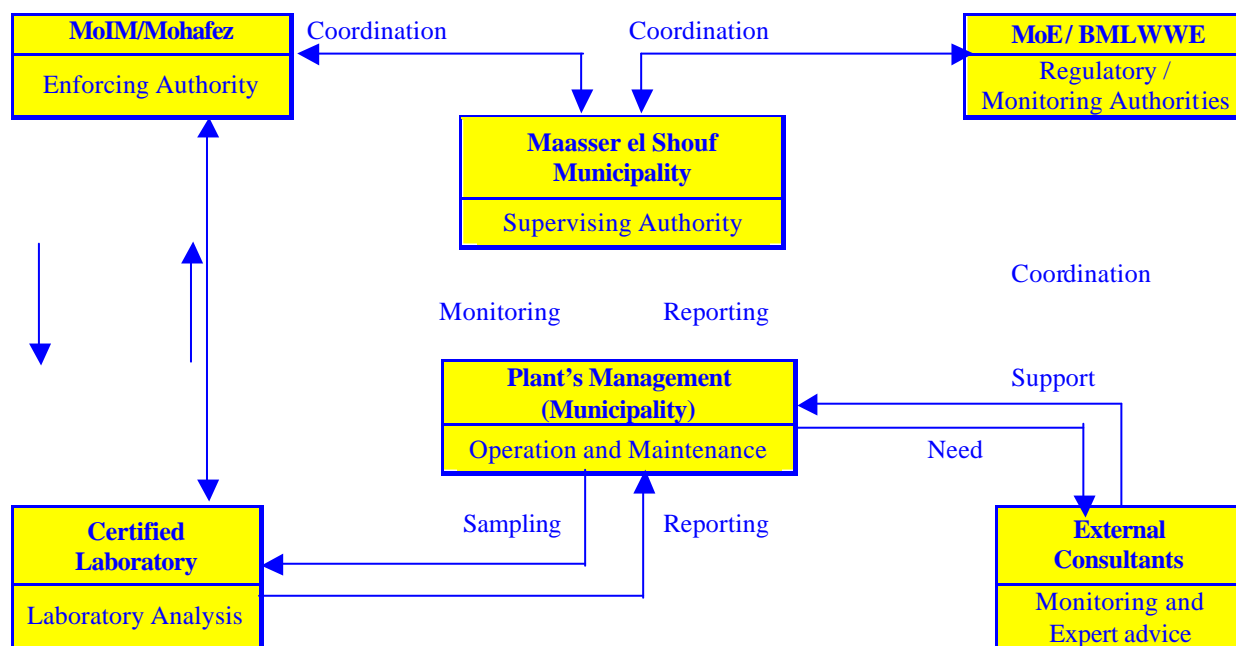 MoIM/Mohafez
Enforcing Authority
Coordination
Coordination
MoE / BMLWWE
Regulatory /
Monitoring Authorities
Maasser el Shouf
Municipality
Supervising Authority
Coordination
Monitoring
Reporting
Plant's Management
(Municipality)
Operation and Maintenance
Support
Need
Certified
Laboratory
Laboratory Analysis
Sampling
Reporting
External
Consultants
Monitoring and
Expert advice